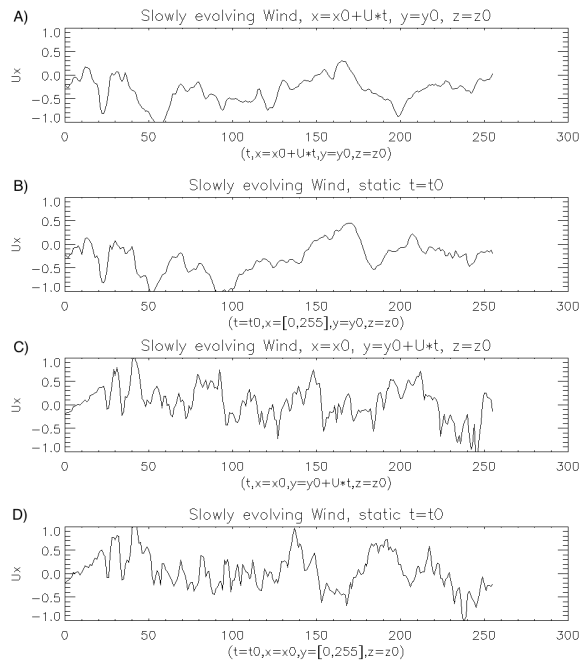 A)
Slowly evolving Wind, x=x0+U*t, y=y0, z=z0
1.0
0.5
0.0
−0.5
−1.0
Ux
0 50 100 150 200 250 300
(t,x=x0+U*t,y=y0,z=z0)
B)
Slowly evolving Wind, static t=t0
1.0
0.5
0.0
−0.5
−1.0
Ux
0 50 100 150 200 250 300
(t=t0,x=[0,255],y=y0,z=z0)
C)
Slowly evolving Wind, x=x0, y=y0+U*t, z=z0
1.0
0.5
0.0
−0.5
−1.0
Ux
0 50 100 150 200 250 300
(t,x=x0,y=y0+U*t,z=z0)
D)
Slowly evolving Wind, static t=t0
1.0
0.5
0.0
−0.5
−1.0
Ux
0 50 100 150 200 250 300
(t=t0,x=x0,y=[0,255],z=z0)